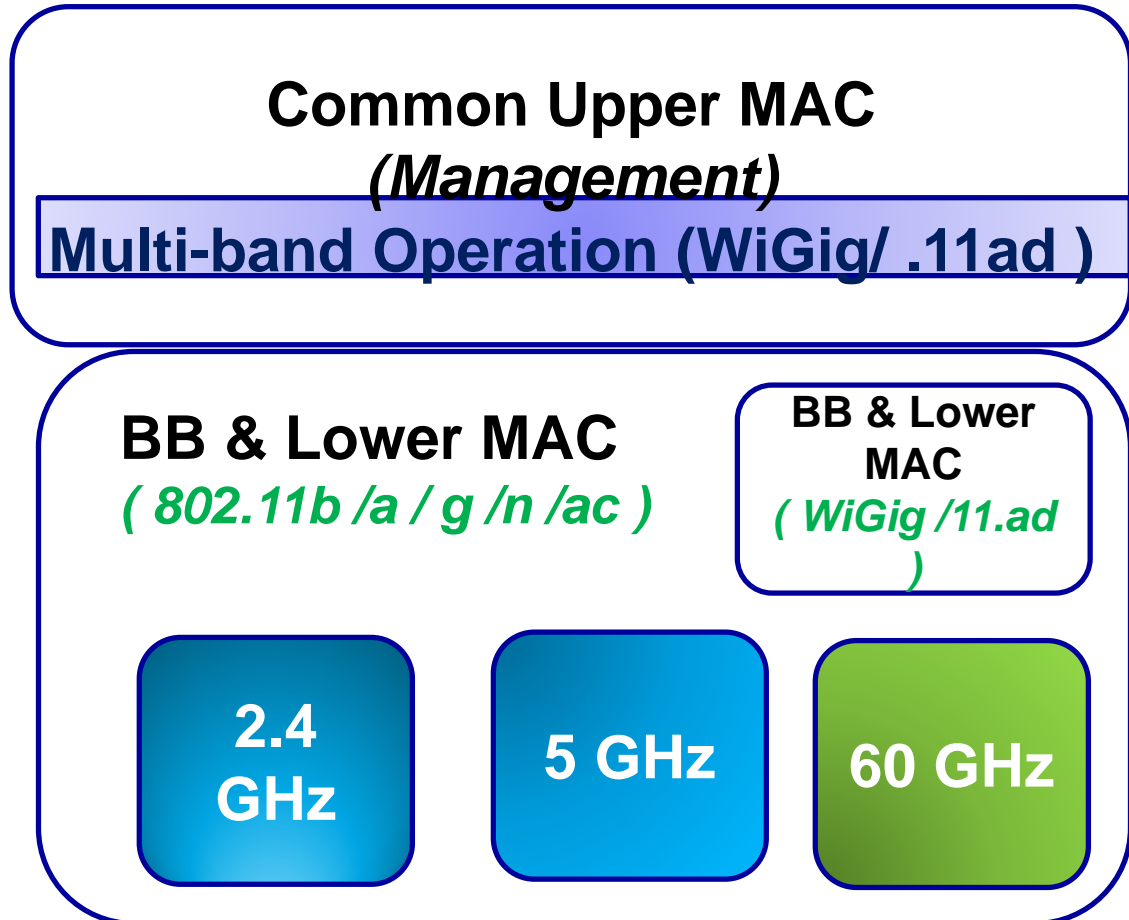 Common Upper MAC
(Management)
Multi-band Operation (WiGig/ .11ad )
BB & Lower MAC
( 802.11b /a / g /n /ac )
BB & Lower
MAC
( WiGig /11.ad
)
2.4
GHz
5 GHz
60 GHz